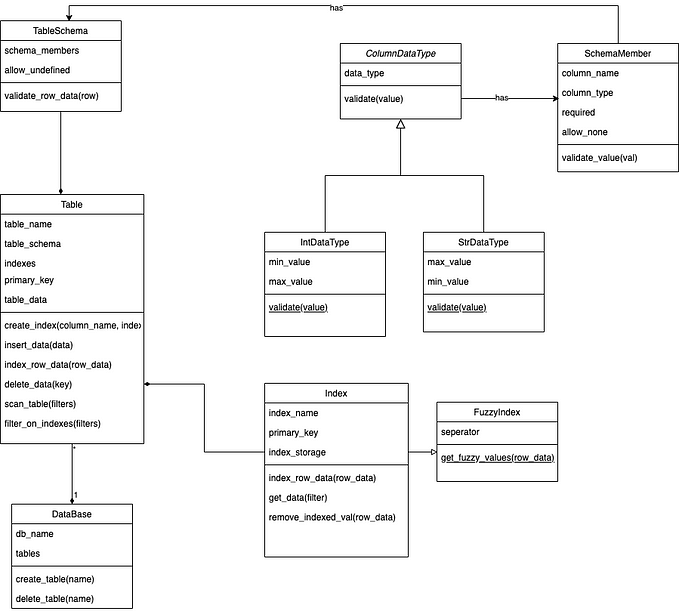 has
TableSchema
schema_members
allow_undefined
validate_row_data(row)
ColumnDataType
data_type
validate(value)
has
SchemaMember
column_name
column_type
required
allow_none
validate_value(val)
Table
table_name
table_schema
indexes
primary_key
table_data
create_index(column_name, index
insert_data(data)
index_row_data(row_data)
delete_data(key)
scan_table(filters)
filter_on_indexes(filters)
IntDataType
min_value
max_value
validate(value)
StrDataType
max_value
min_value
validate(value)
Index
index_name
primary_key
index_storage
index_row_data(row_data)
get_data(filter)
remove_indexed_val(row_data)
FuzzyIndex
seperator
get_fuzzy_values(row_data)
*
1
DataBase
db_name
tables
create_table(name)
delete_table(name)